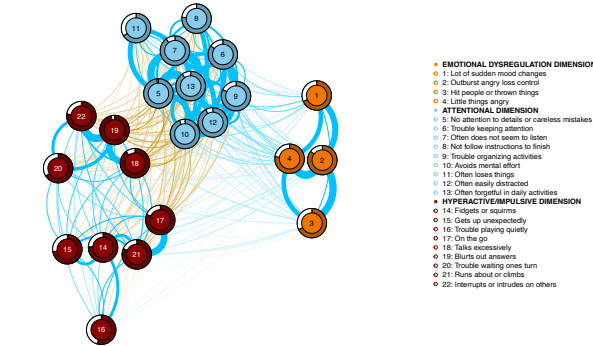 11
8
7
6
5
13
9
12
10
22
19
20
18
17
15
14
21
16
1
4
2
3
EMOTIONAL DYSREGULATION DIMENSION
1: Lot of sudden mood changes
2: Outburst angry loss control
3: Hit people or thrown things
4: Little things angry
ATTENTIONAL DIMENSION
5: No attention to details or careless mistakes
6: Trouble keeping attention
7: Often does not seem to listen
8: Not follow instructions to finish
9: Trouble organizing activities
10: Avoids mental effort
11: Often loses things
12: Often easily distracted
13: Often forgetful in daily activities
HYPERACTIVE/IMPULSIVE DIMENSION
14: Fidgets or squirms
15: Gets up unexpectedly
16: Trouble playing quietly
17: On the go
18: Talks excessively
19: Blurts out answers
20: Trouble waiting ones turn
21: Runs about or climbs
22: Interrupts or intrudes on others